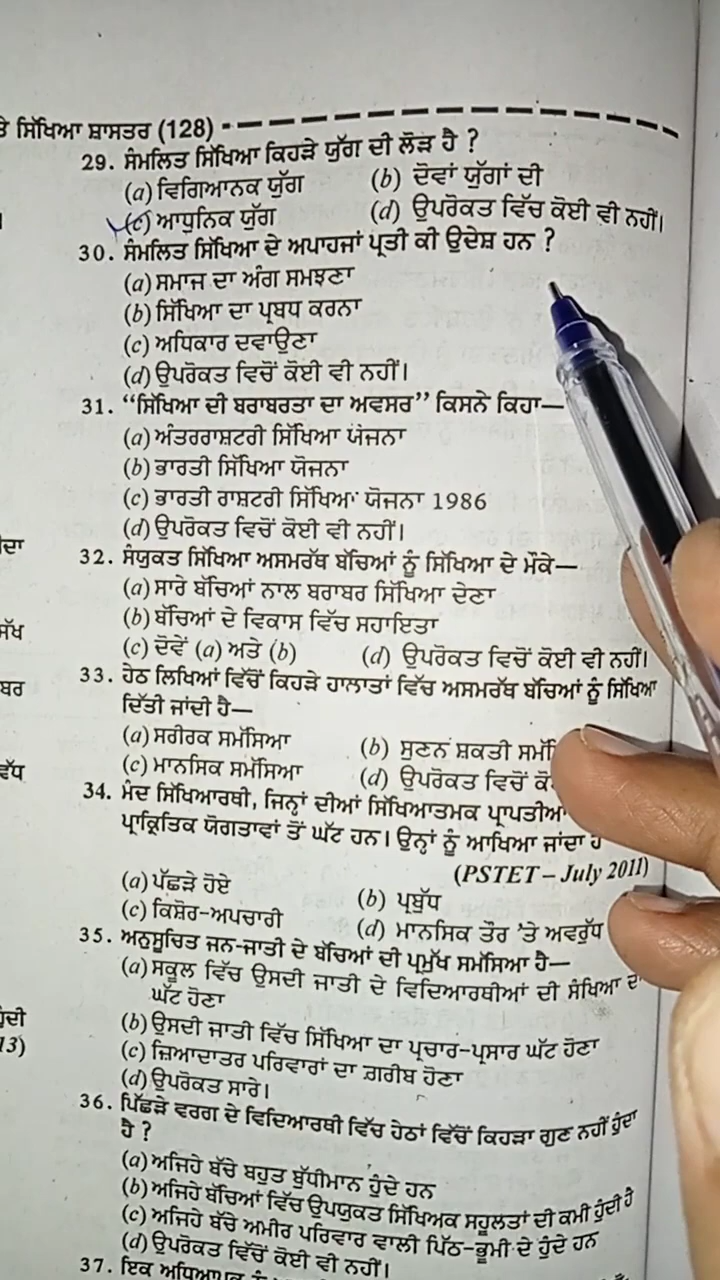 ਤੇ ਸਿੱਖਿਆ ਸ਼ਾਸਤਰ (128)
29. ਸੰਮਲਿਤ ਸਿੱਖਿਆ ਕਿਹੜੇ ਯੁੱਗ ਦੀ ਲੋੜ ਹੈ ?
(a) ਵਿਗਿਆਨਕ ਯੁੱਗ (b) ਦੋਵਾਂ ਯੁੱਗਾਂ ਦੀ
(c) ਆਧੁਨਿਕ ਯੁੱਗ (d) ਉਪਰੋਕਤ ਵਿੱਚ ਕੋਈ ਵੀ ਨਹੀਂ।
30. ਸੰਮਲਿਤ ਸਿੱਖਿਆ ਦੇ ਅਪਾਹਜਾਂ ਪ੍ਰਤੀ ਕੀ ਉਦੇਸ਼ ਹਨ ?
(a) ਸਮਾਜ ਦਾ ਅੰਗ ਸਮਝਣਾ
(b) ਸਿੱਖਿਆ ਦਾ ਪ੍ਰਬਧ ਕਰਨਾ
(c) ਅਧਿਕਾਰ ਦਵਾਉਣਾ
(d) ਉਪਰੋਕਤ ਵਿਚੋਂ ਕੋਈ ਵੀ ਨਹੀਂ।
31. “ਸਿੱਖਿਆ ਦੀ ਬਰਾਬਰਤਾ ਦਾ ਅਵਸਰ” ਕਿਸਨੇ ਕਿਹਾ—
(a) ਅੰਤਰਰਾਸ਼ਟਰੀ ਸਿੱਖਿਆ ਯੋਜਨਾ
(b) ਭਾਰਤੀ ਸਿੱਖਿਆ ਯੋਜਨਾ
(c) ਭਾਰਤੀ ਰਾਸ਼ਟਰੀ ਸਿੱਖਿਆ ਯੋਜਨਾ 1986
(d) ਉਪਰੋਕਤ ਵਿਚੋਂ ਕੋਈ ਵੀ ਨਹੀਂ।
32. ਸੰਯੁਕਤ ਸਿੱਖਿਆ ਅਸਮਰੱਥ ਬੱਚਿਆਂ ਨੂੰ ਸਿੱਖਿਆ ਦੇ ਮੌਕੇ—
(a) ਸਾਰੇ ਬੱਚਿਆਂ ਨਾਲ ਬਰਾਬਰ ਸਿੱਖਿਆ ਦੇਣਾ
(b) ਬੱਚਿਆਂ ਦੇ ਵਿਕਾਸ ਵਿੱਚ ਸਹਾਇਤਾ
(c) ਦੋਵੇਂ (a) ਅਤੇ (b) (d) ਉਪਰੋਕਤ ਵਿਚੋਂ ਕੋਈ ਵੀ ਨਹੀਂ।
33. ਹੇਠ ਲਿਖਿਆਂ ਵਿੱਚੋਂ ਕਿਹੜੇ ਹਾਲਾਤਾਂ ਵਿੱਚ ਅਸਮਰੱਥ ਬੱਚਿਆਂ ਨੂੰ ਸਿੱਖਿਆ
ਦਿੱਤੀ ਜਾਂਦੀ ਹੈ—
(a) ਸਰੀਰਕ ਸਮੱਸਿਆ (b) ਸੁਣਨ ਸ਼ਕਤੀ
(c) ਮਾਨਸਿਕ ਸਮੱਸਿਆ (d) ਉਪਰੋਕਤ ਵਿਚੋਂ
34. ਮੰਦ ਸਿੱਖਿਆਰਥੀ, ਜਿਨ੍ਹਾਂ ਦੀਆਂ ਸਿੱਖਿਆਤਮਕ ਪ੍ਰਾਪਤੀਆਂ
ਪ੍ਰਾਕ੍ਰਿਤਿਕ ਯੋਗਤਾਵਾਂ ਤੋਂ ਘੱਟ ਹਨ। ਉਨ੍ਹਾਂ ਨੂੰ ਆਖਿਆ ਜਾਂਦਾ
(PSTET – July 2011)
(a) ਪੱਛੜੇ ਹੋਏ (b) ਪ੍ਰਬੁੱਧ
(c) ਕਿਸ਼ੋਰ-ਅਪਚਾਰੀ (d) ਮਾਨਸਿਕ ਤੌਰ ’ਤੇ ਅਵਰੁੱਧ
35. ਅਨੁਸੂਚਿਤ ਜਨ-ਜਾਤੀ ਦੇ ਬੱਚਿਆਂ ਦੀ ਪ੍ਰਮੁੱਖ ਸਮੱਸਿਆ ਹੈ—
(a) ਸਕੂਲ ਵਿੱਚ ਉਸਦੀ ਜਾਤੀ ਦੇ ਵਿਦਿਆਰਥੀਆਂ ਦੀ ਸੰਖਿਆ
ਘੱਟ ਹੋਣਾ
(b) ਉਸਦੀ ਜਾਤੀ ਵਿੱਚ ਸਿੱਖਿਆ ਦਾ ਪ੍ਰਚਾਰ-ਪ੍ਰਸਾਰ ਘੱਟ ਹੋਣਾ
(c) ਜ਼ਿਆਦਾਤਰ ਪਰਿਵਾਰਾਂ ਦਾ ਗ਼ਰੀਬ ਹੋਣਾ
(d) ਉਪਰੋਕਤ ਸਾਰੇ।
36. ਪਿੱਛੜੇ ਵਰਗ ਦੇ ਵਿਦਿਆਰਥੀ ਵਿੱਚ ਹੇਠਾਂ ਵਿੱਚੋਂ ਕਿਹੜਾ ਗੁਣ ਨਹੀਂ ਹੁੰਦਾ
ਹੈ ?
(a) ਅਜਿਹੇ ਬੱਚੇ ਬਹੁਤ ਬੁੱਧੀਮਾਨ ਹੁੰਦੇ ਹਨ
(b) ਅਜਿਹੇ ਬੱਚਿਆਂ ਵਿੱਚ ਉਪਯੁਕਤ ਸਿੱਖਿਅਕ ਸਹੂਲਤਾਂ ਦੀ ਕਮੀ ਹੁੰਦੀ ਹੈ
(c) ਅਜਿਹੇ ਬੱਚੇ ਅਮੀਰ ਪਰਿਵਾਰ ਵਾਲੀ ਪਿੱਠ-ਭੂਮੀ ਦੇ ਹੁੰਦੇ ਹਨ
(d) ਉਪਰੋਕਤ ਵਿੱਚੋਂ ਕੋਈ ਵੀ ਨਹੀਂ।
37. ਇਕ